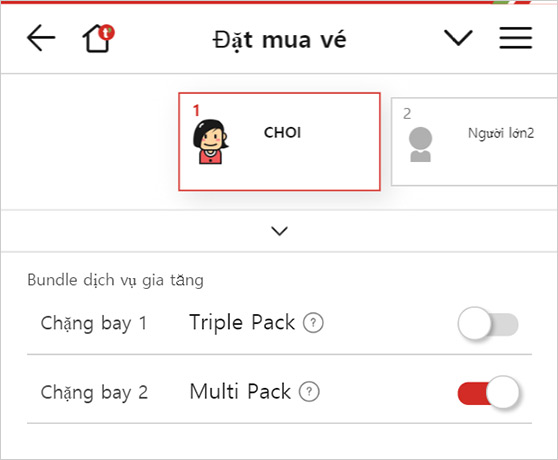 Đặt mua vé
1
CHOI
2
Người lớn2
Bundle dịch vụ gia tăng
Chặng bay 1 Triple Pack ?
Chặng bay 2 Multi Pack ?